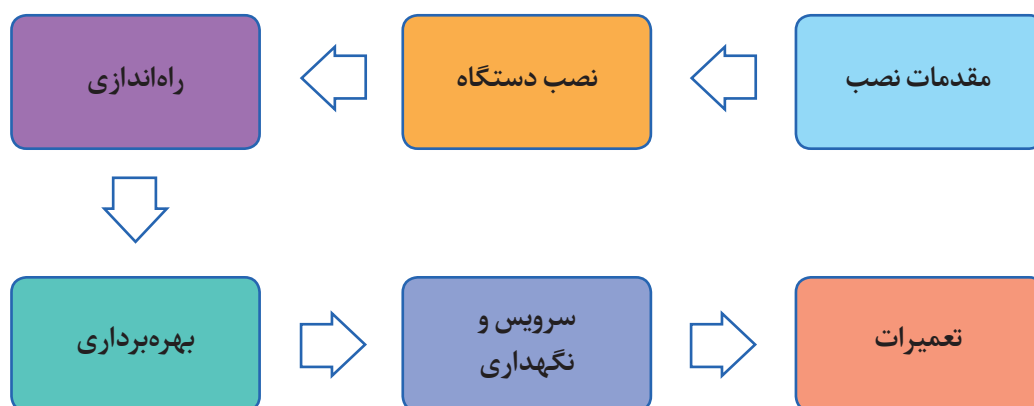 مقدمات نصب
نصب دستگاه
راه‌اندازی
بهره‌برداری
سرویس و
نگهداری
تعمیرات